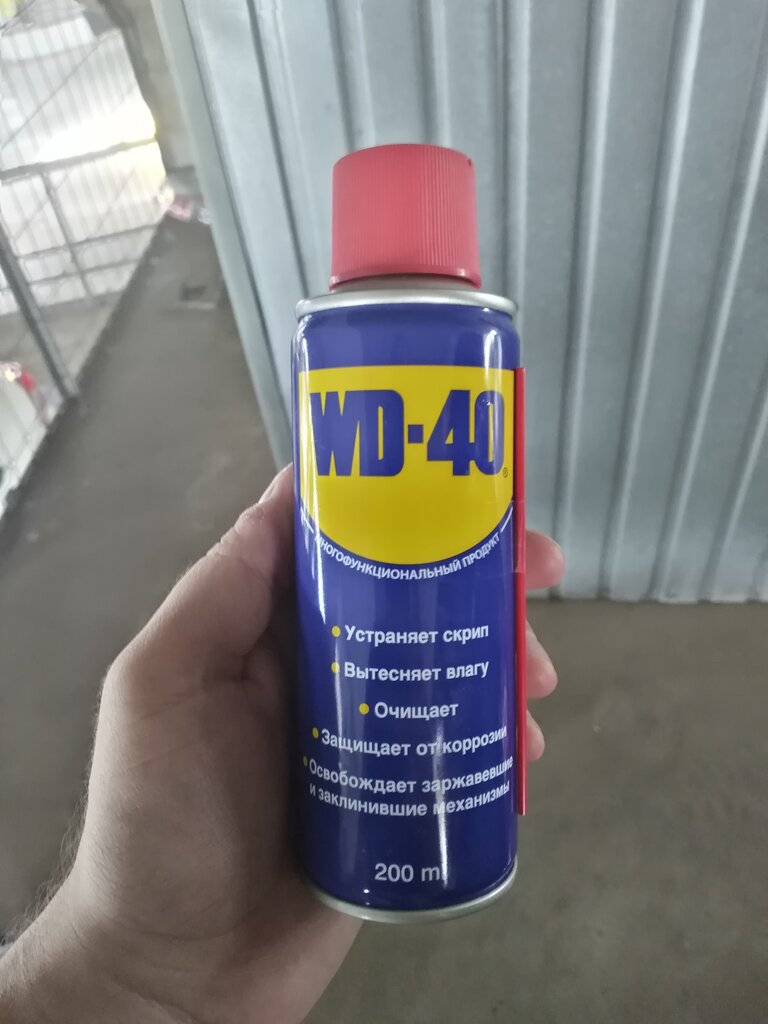 WD-40®
МНОГОФУНКЦИОНАЛЬНЫЙ ПРОДУКТ
• Устраняет скрип
• Вытесняет влагу
• Очищает
• Защищает от коррозии
• Освобождает заржавевшие
и заклинившие механизмы
200 ml